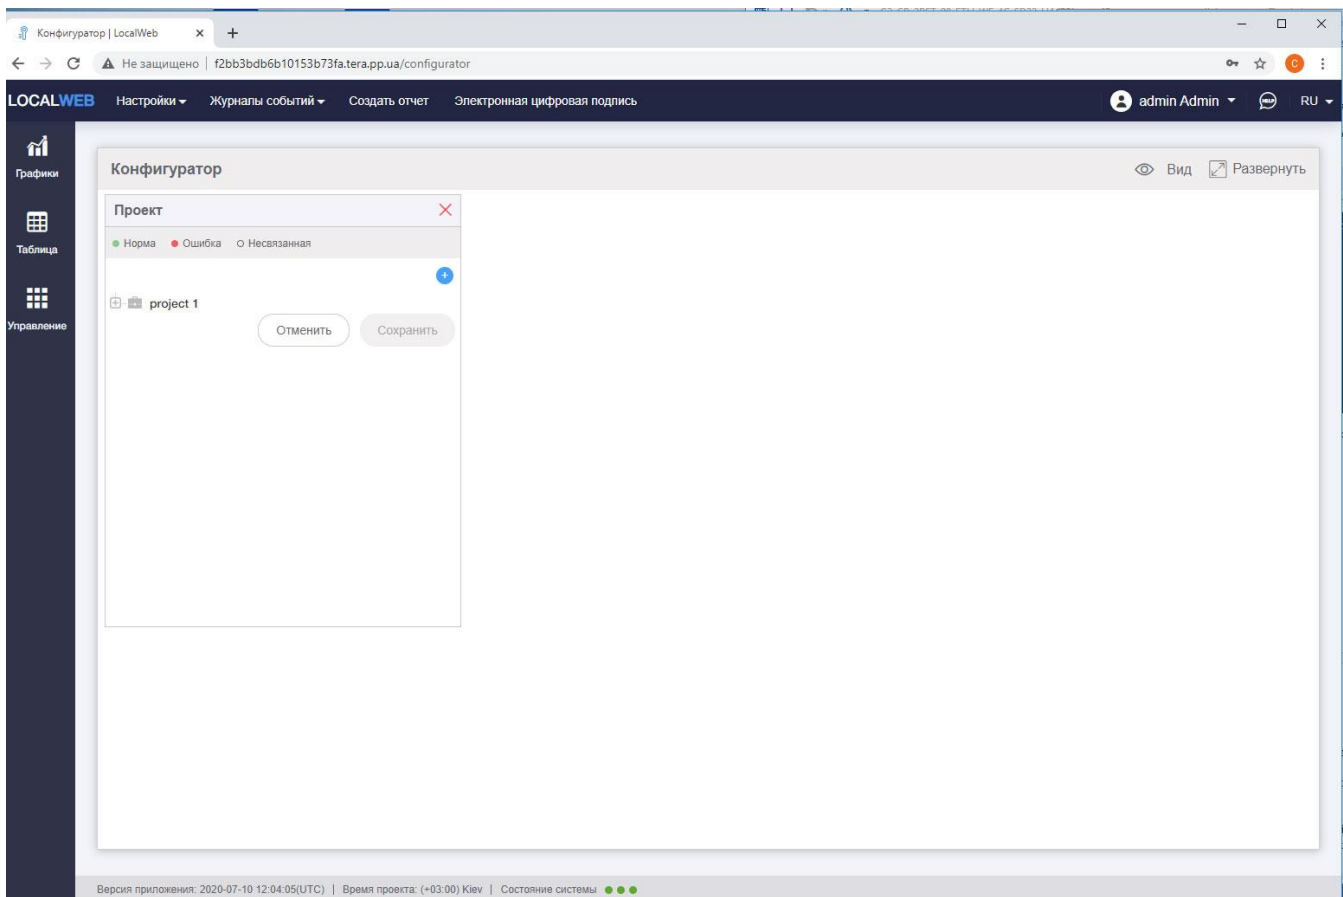 Конфигуратор | LocalWeb
Не защищено | f2bb3bdb6b10153b73fa.tera.pp.ua/configurator
C
LOCALWEB Настройки Журналы событий Создать отчет Электронная цифровая подпись admin Admin HELP RU
Графики
Таблица
Управление
Конфигуратор Вид Развернуть
Проект
Норма Ошибка Несвязанная
project 1
Отменить Сохранить
Версия приложения: 2020-07-10 12:04:05(UTC) | Время проекта: (+03:00) Kiev | Состояние системы